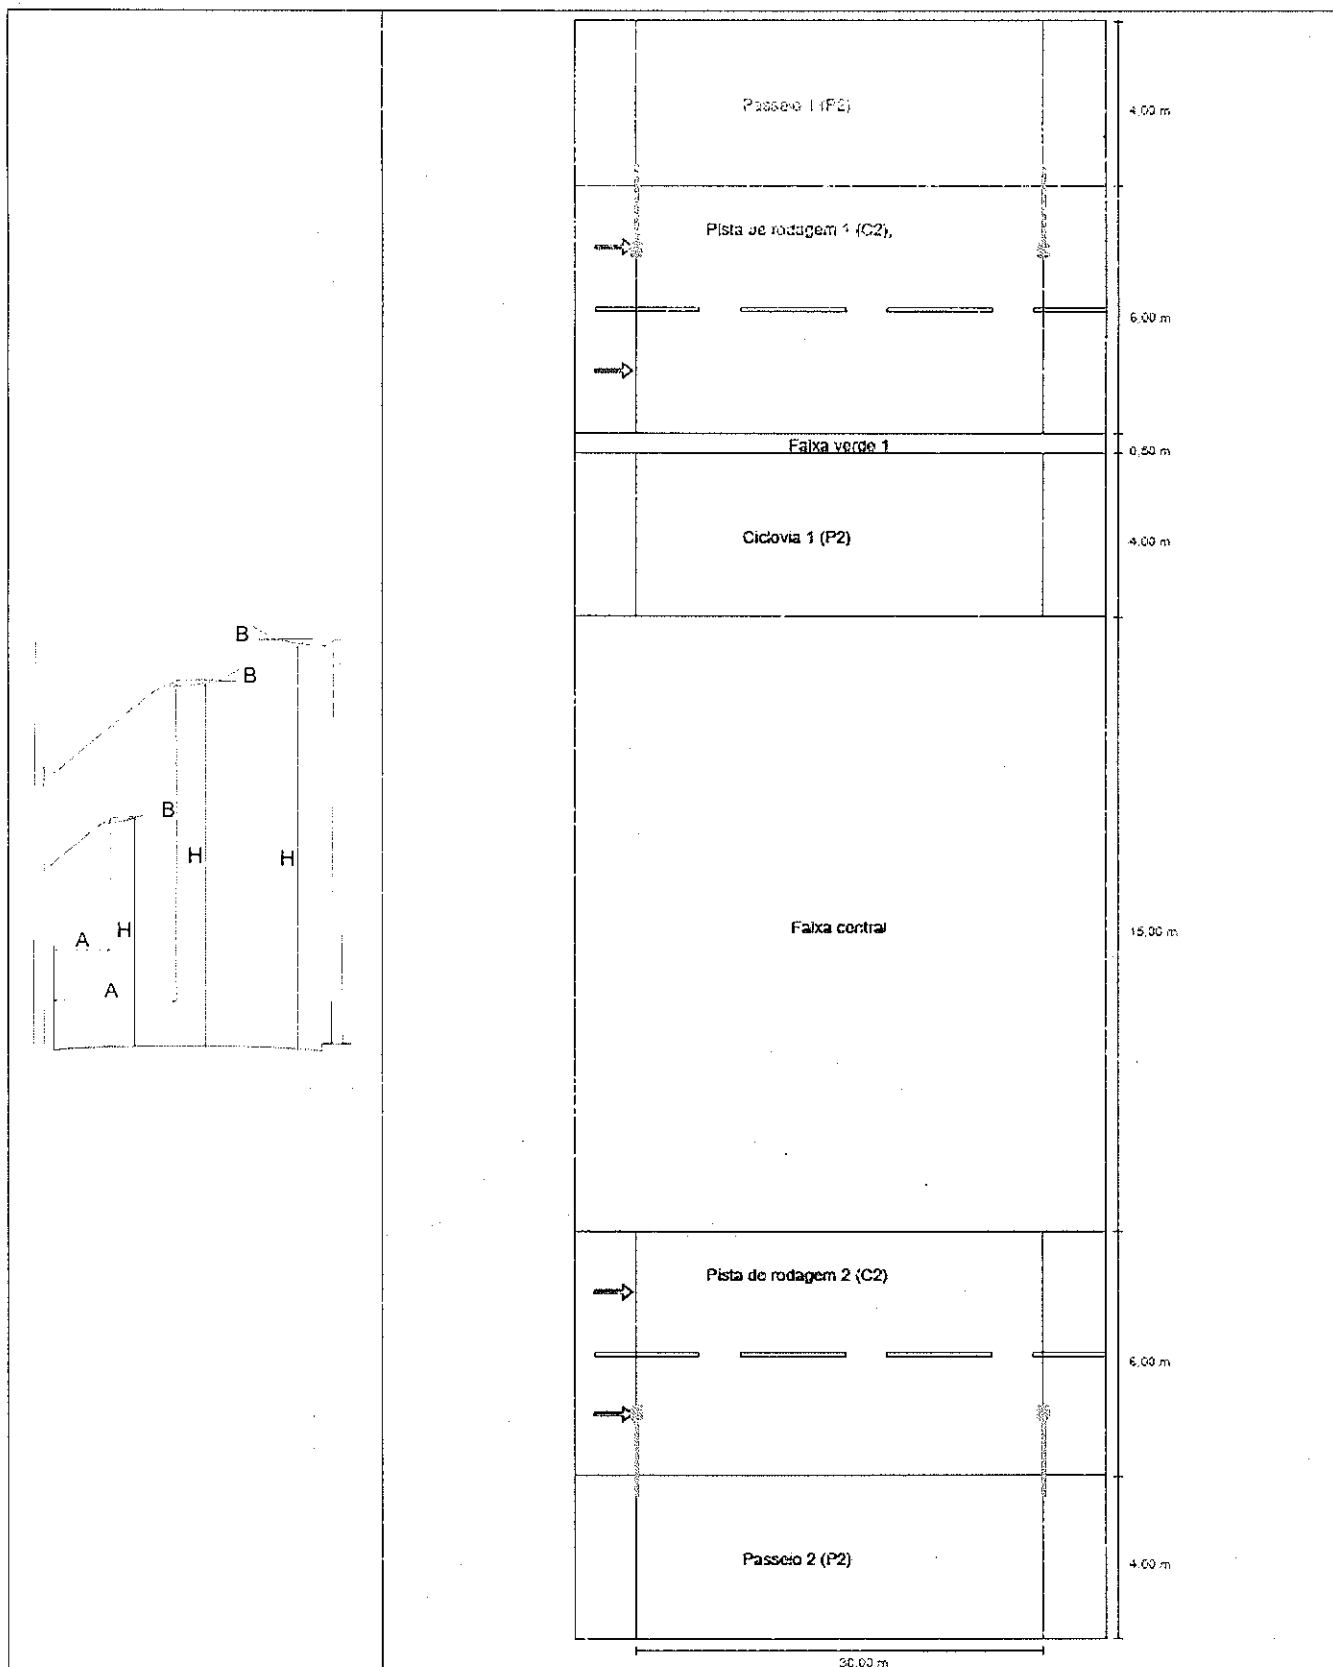 Passeio 1 (P2)
4,00 m
Pista de rodagem 1 (C2),
6,00 m
Faixa verde 1
0,50 m
Ciclovia 1 (P2)
4,00 m
B
B
B
H
H
H
A
A
Faixa central
15,00 m
Pista de rodagem 2 (C2)
6,00 m
Passeio 2 (P2)
4,00 m
30,00 m